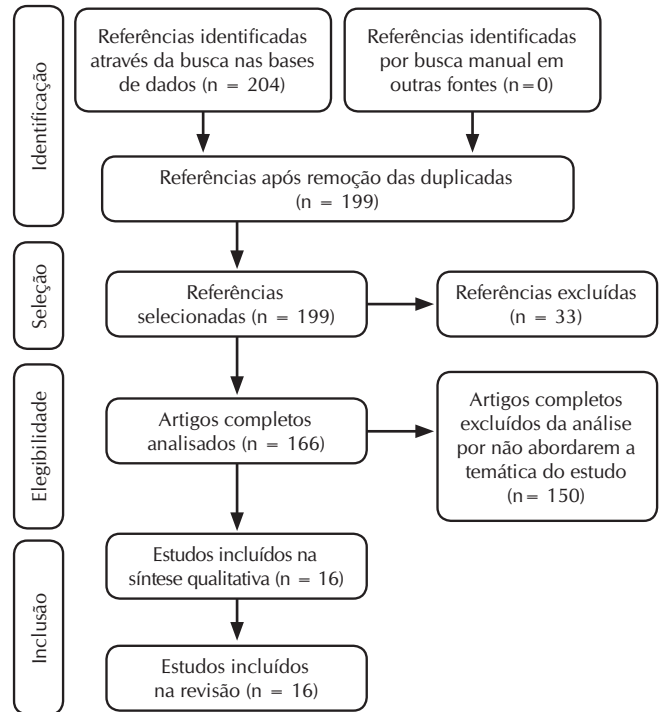 Identificação
Referências identificadas
através da busca nas bases
de dados (n = 204)
Referências identificadas
por busca manual em
outras fontes (n=0)
Referências após remoção das duplicadas
(n = 199)
Seleção
Referências
selecionadas (n = 199)
Referências excluídas
(n = 33)
Elegibilidade
Artigos completos
analisados (n = 166)
Artigos completos
excluídos da análise
por não abordarem a
temática do estudo
(n= 150)
Inclusão
Estudos incluídos na
síntese qualitativa (n = 16)
Estudos incluídos
na revisão (n = 16)